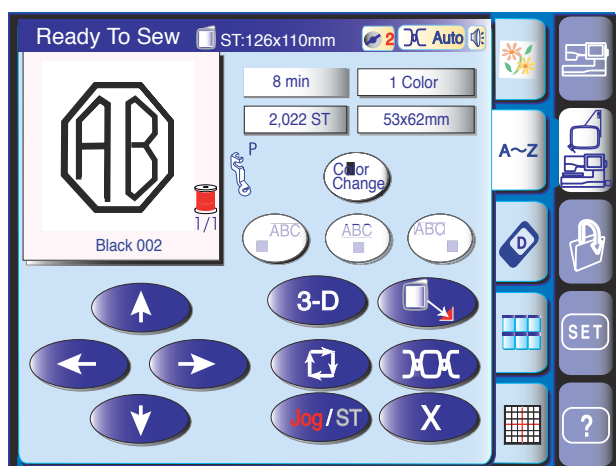 Ready To Sew ST:126x110mm 2 Auto
8 min 1 Color
2,022 ST 53x62mm
P
A~Z
AB
Color
Change
1/1
Black 002
ABC ABC ABC
D
3-D
SET
Jog/ST X
?